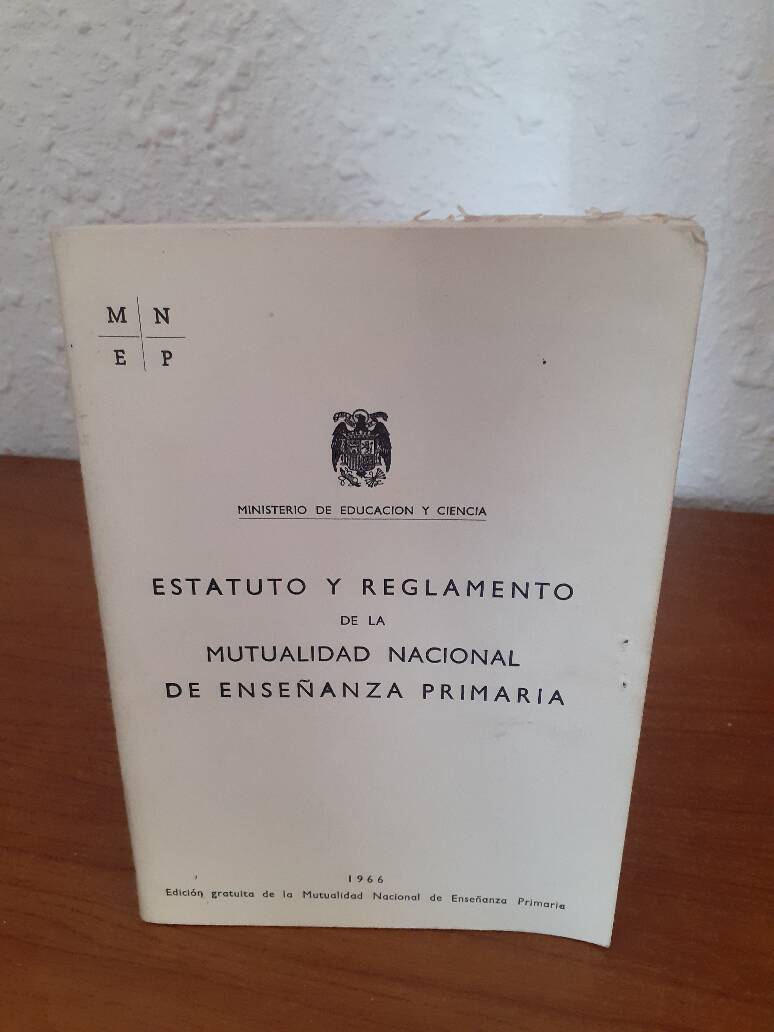 M N
E P
MINISTERIO DE EDUCACION Y CIENCIA
ESTATUTO Y REGLAMENTO
DE LA
MUTUALIDAD NACIONAL
DE ENSEÑANZA PRIMARIA
1966
Edición gratuita de la Mutualidad Nacional de Enseñanza Primaria